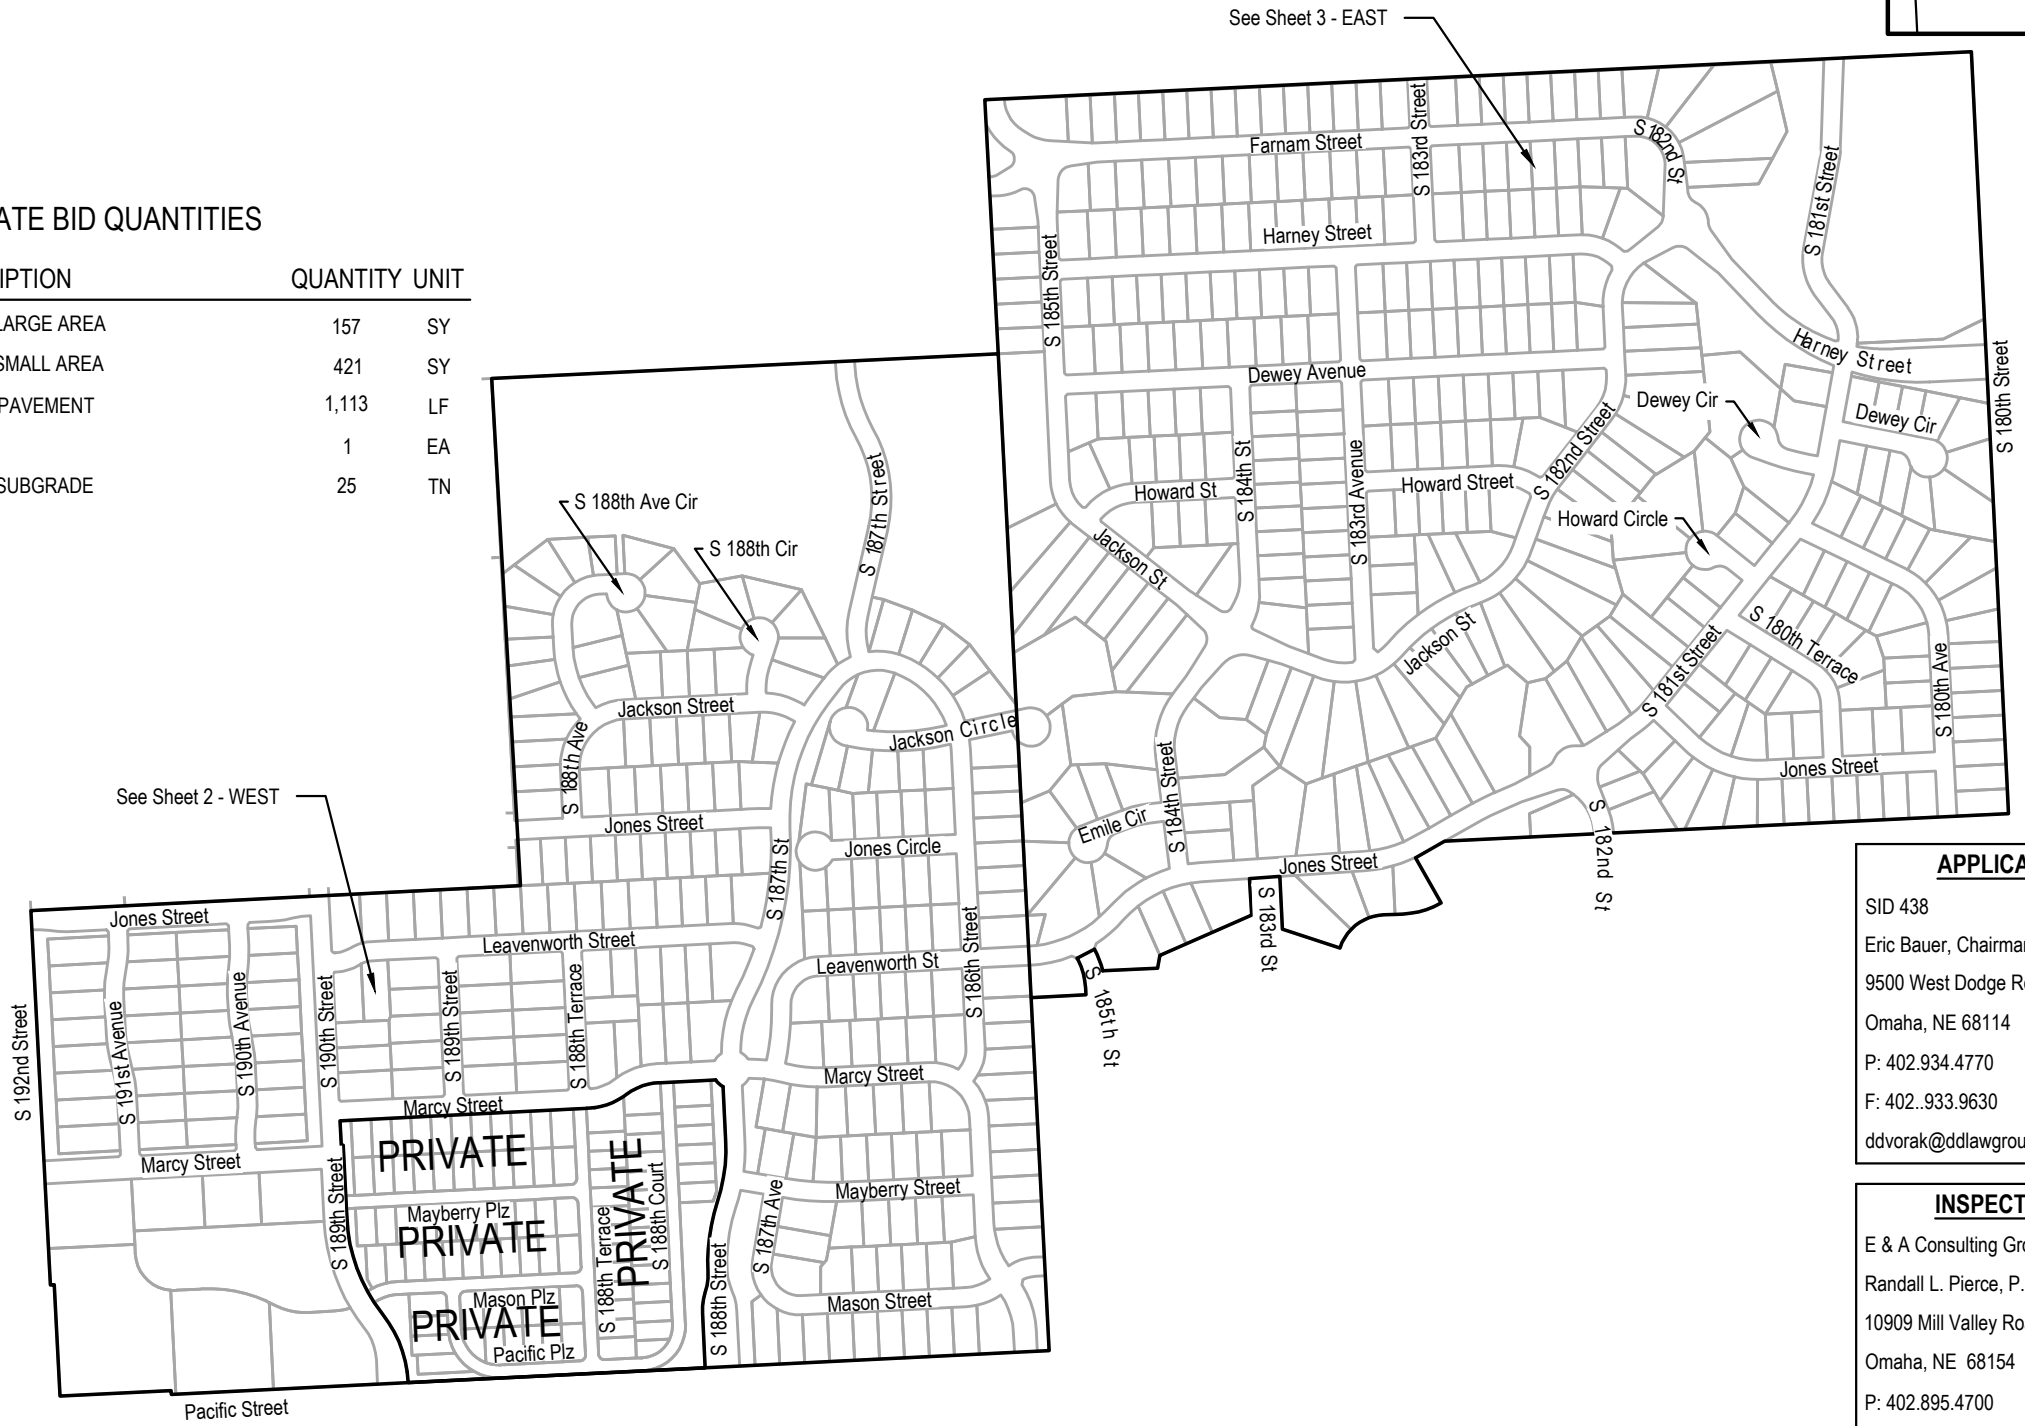 See Sheet 3 - EAST
ATE BID QUANTITIES
IPTION QUANTITY UNIT
LARGE AREA 157 SY
SMALL AREA 421 SY
PAVEMENT 1,113 LF
1 EA
SUBGRADE 25 TN
Farnam Street
S 183rd Street
S 182nd St
S 183rd Street
S 181st Street
Harney Street
S 185th Street
Harney Street
S 180th Street
Dewey Avenue
Dewey Cir
Dewey Cir
S 182nd Street
S 184th St
S 183rd Avenue
Howard St
Howard Street
Howard Circle
Jackson St
S 187th Street
S 188th Ave Cir
S 188th Cir
Jackson St
S 180th Terrace
S 181st Street
S 180th Ave
Jackson Street
Jackson Circle
S 188th Ave
S 184th Street
Jones Street
See Sheet 2 - WEST
Jones Street
Emile Cir
S 182nd St
Jones Circle
Jones Street
S 187th St
S 183rd St
Jones Street
Leavenworth Street
Leavenworth St
S 186th Street
S 185th St
S 192nd Street
S 191st Avenue
S 190th Avenue
S 190th Street
S 189th Street
S 188th Terrace
Marcy Street
Marcy Street
Marcy Street
PRIVATE
PRIVATE
S 188th Court
S 189th Street
Mayberry Plz
PRIVATE
S 188th Terrace
S 187th Ave
Mayberry Street
S 188th Street
Mason Plz
PRIVATE
Pacific Plz
Mason Street
Pacific Street
APPLICA
SID 438
Eric Bauer, Chairma
9500 West Dodge R
Omaha, NE 68114
P: 402.934.4770
F: 402..933.9630
ddvorak@ddlawgrou
INSPECT
E & A Consulting Gro
Randall L. Pierce, P.
10909 Mill Valley Ro
Omaha, NE 68154
P: 402.895.4700